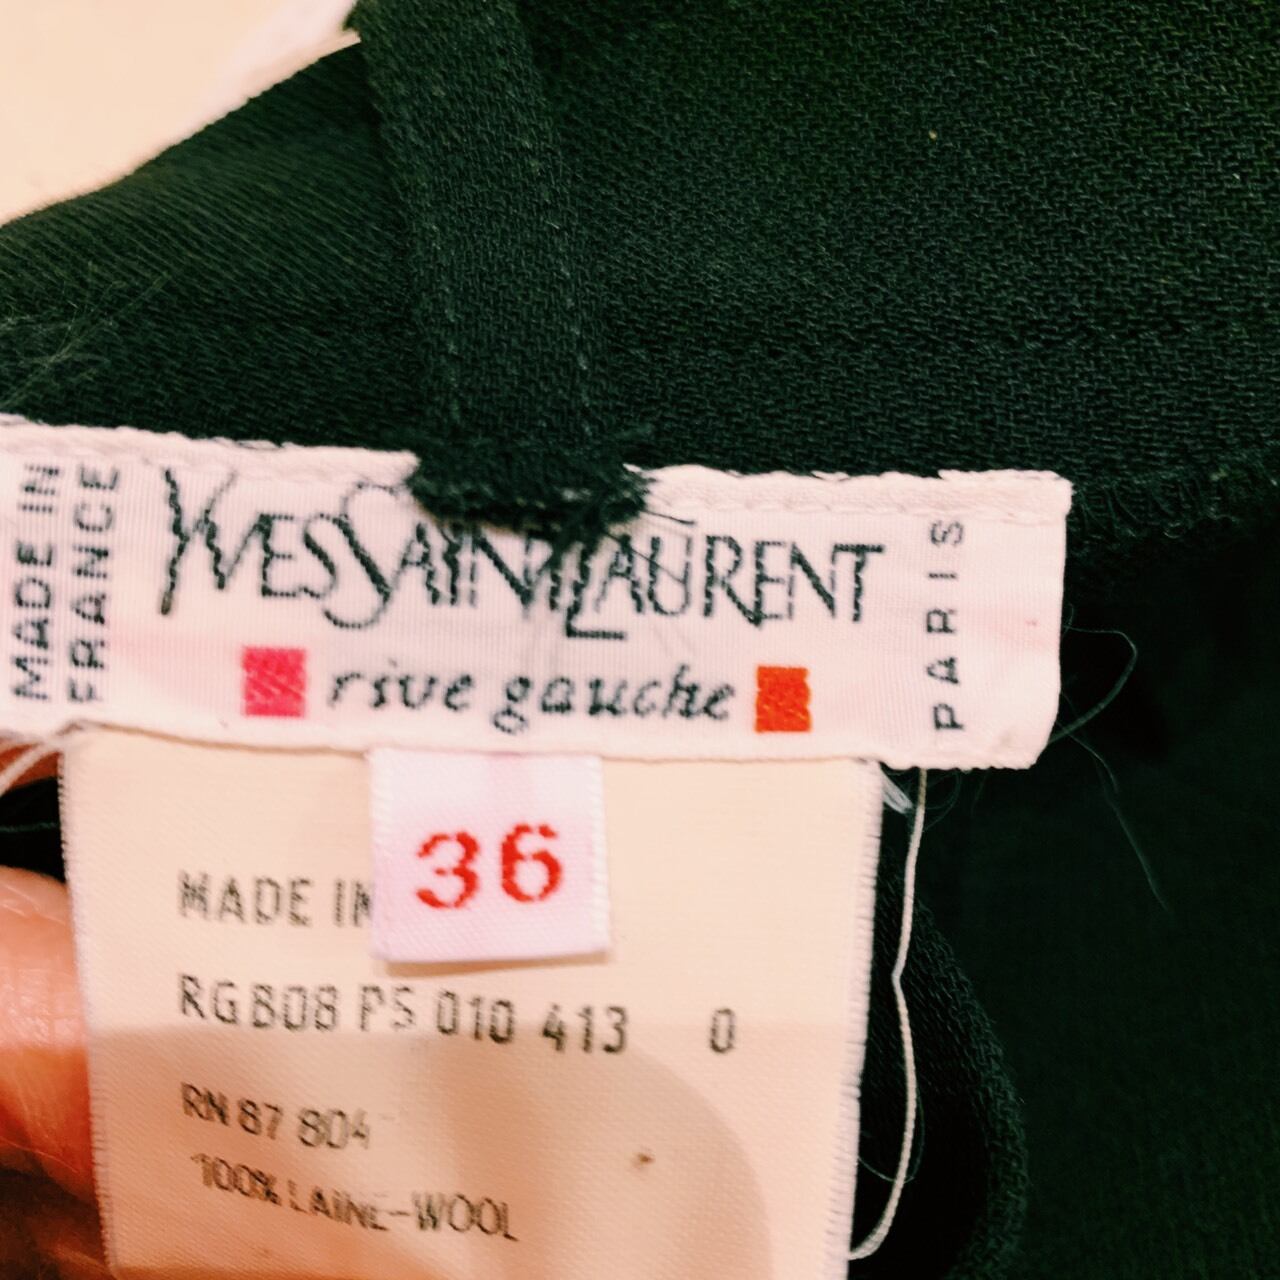 MADE IN
FRANCE
YVES SAINT LAURENT
rive gauche
PARIS
36
MADE IN
RG808 PS 010 413 0
RN 87 804
100% LAINE-WOOL